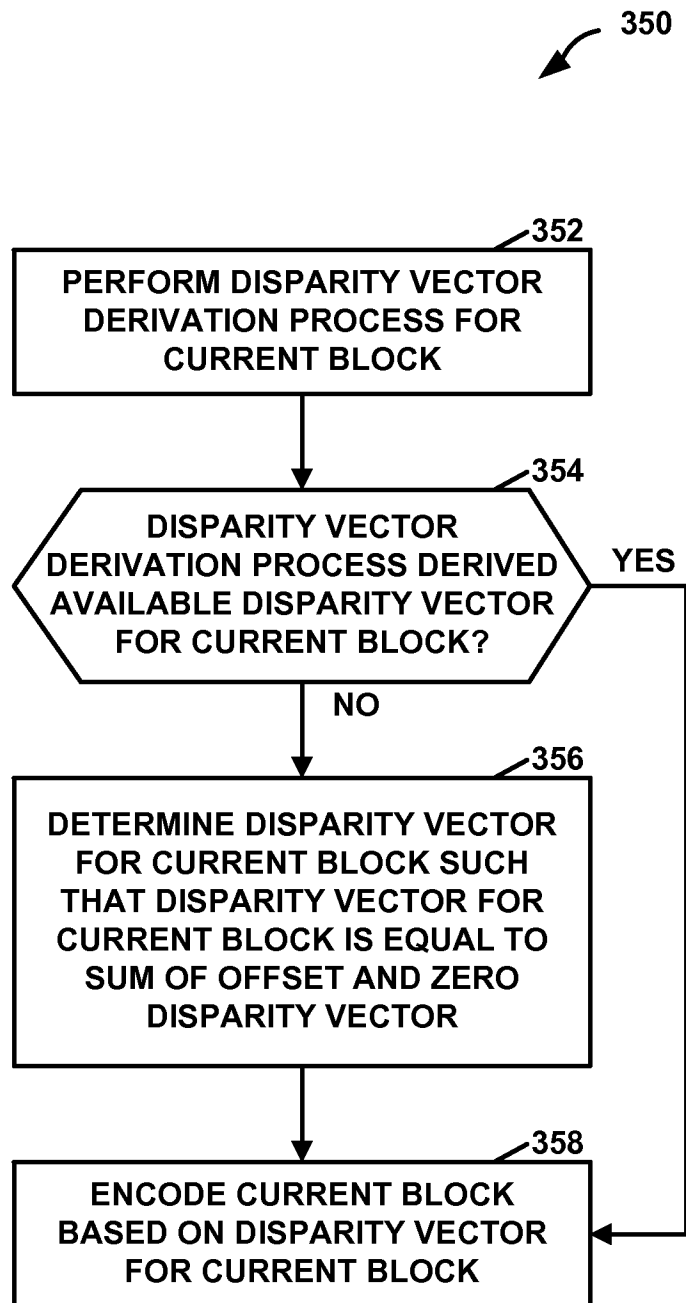 350
352
PERFORM DISPARITY VECTOR
DERIVATION PROCESS FOR
CURRENT BLOCK
354
DISPARITY VECTOR
DERIVATION PROCESS DERIVED
AVAILABLE DISPARITY VECTOR
FOR CURRENT BLOCK?
YES
NO
356
DETERMINE DISPARITY VECTOR
FOR CURRENT BLOCK SUCH
THAT DISPARITY VECTOR FOR
CURRENT BLOCK IS EQUAL TO
SUM OF OFFSET AND ZERO
DISPARITY VECTOR
358
ENCODE CURRENT BLOCK
BASED ON DISPARITY VECTOR
FOR CURRENT BLOCK